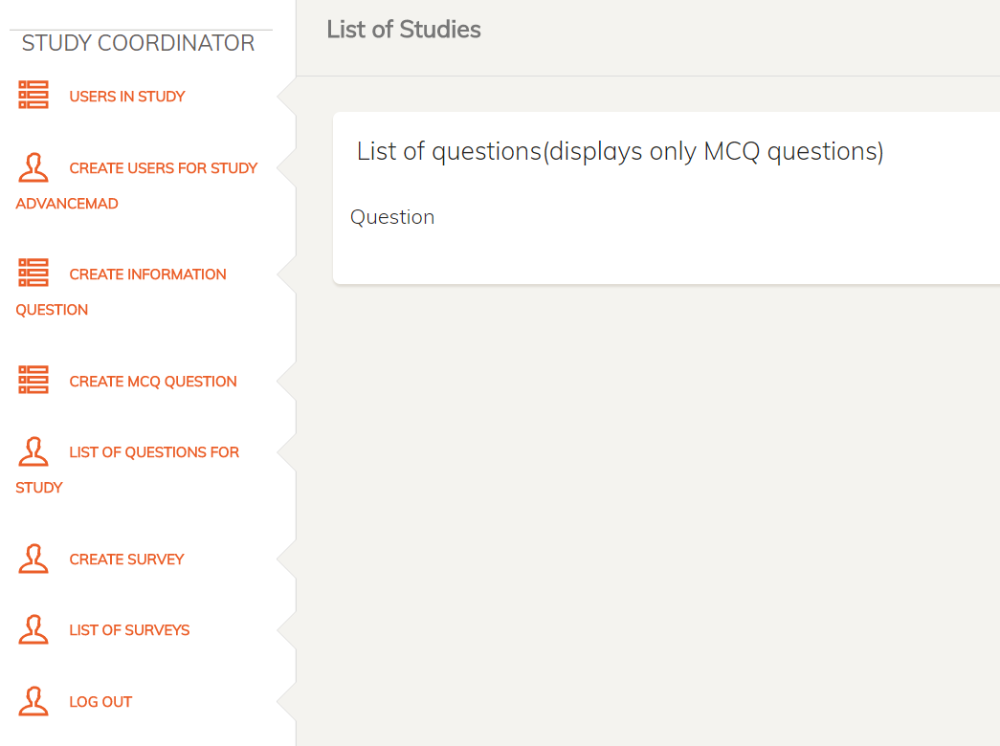 STUDY COORDINATOR
USERS IN STUDY
CREATE USERS FOR STUDY
ADVANCEMAD
CREATE INFORMATION
QUESTION
CREATE MCQ QUESTION
LIST OF QUESTIONS FOR
STUDY
CREATE SURVEY
LIST OF SURVEYS
LOG OUT
List of Studies
List of questions(displays only MCQ questions)
Question